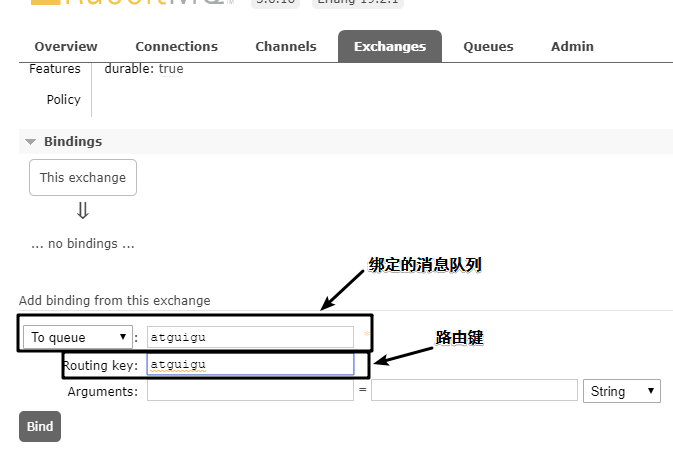 Overview Connections Channels Exchanges Queues Admin
Features durable: true
Policy
Bindings
This exchange
⇓
... no bindings ...
绑定的消息队列
Add binding from this exchange
To queue : atguigu
路由键
Routing key: atguigu
Arguments: = String
Bind